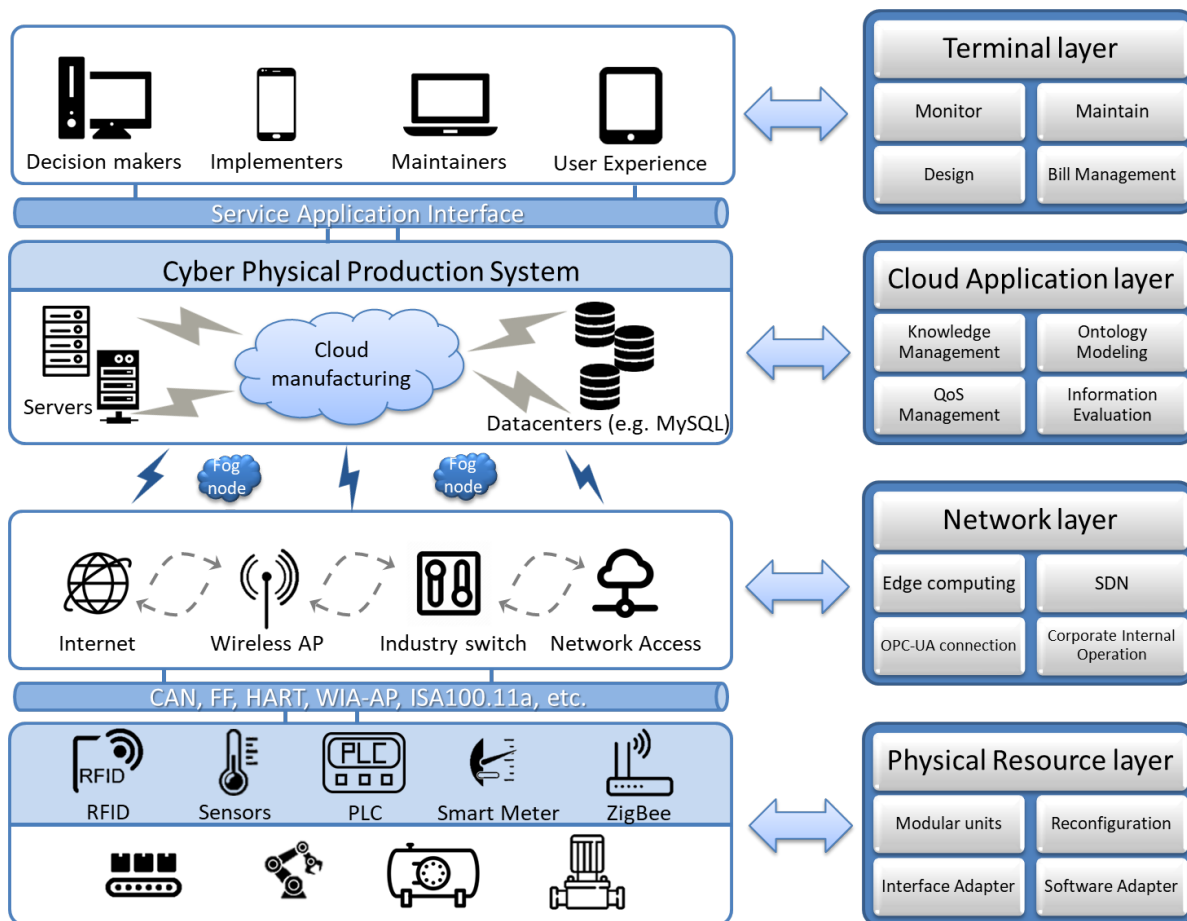 Decision makers
Implementers
Maintainers
User Experience
Terminal layer
Monitor
Maintain
Design
Bill Management
Service Application Interface
Cyber Physical Production System
Servers
Cloud
manufacturing
Datacenters (e.g. MySQL)
Cloud Application layer
Knowledge
Management
Ontology
Modeling
QoS
Management
Information
Evaluation
Fog
node
Fog
node
Internet
Wireless AP
Industry switch
Network Access
Network layer
Edge computing
SDN
OPC-UA connection
Corporate Internal
Operation
CAN, FF, HART, WIA-AP, ISA100.11a, etc.
RFID
PLC
RFID
Sensors
PLC
Smart Meter
ZigBee
Physical Resource layer
Modular units
Reconfiguration
Interface Adapter
Software Adapter